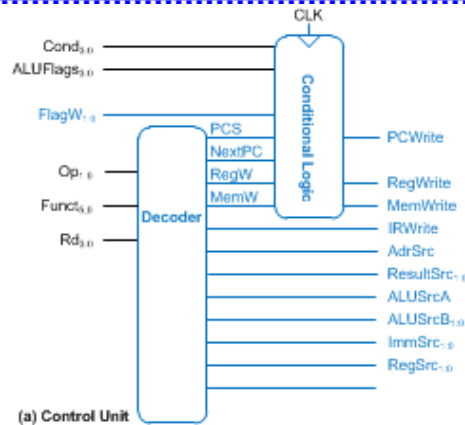 CLK
Cond3:0
ALUFlags3:0
FlagW1:0
PCS
NextPC
RegW
MemW
Conditional Logic
PCWrite
RegWrite
MemWrite
Op1:0
Funct5:0
Rd3:0
Decoder
IRWrite
AdrSrc
ResultSrc1:0
ALUSrcA
ALUSrcB1:0
ImmSrc1:0
RegSrc1:0
(a) Control Unit